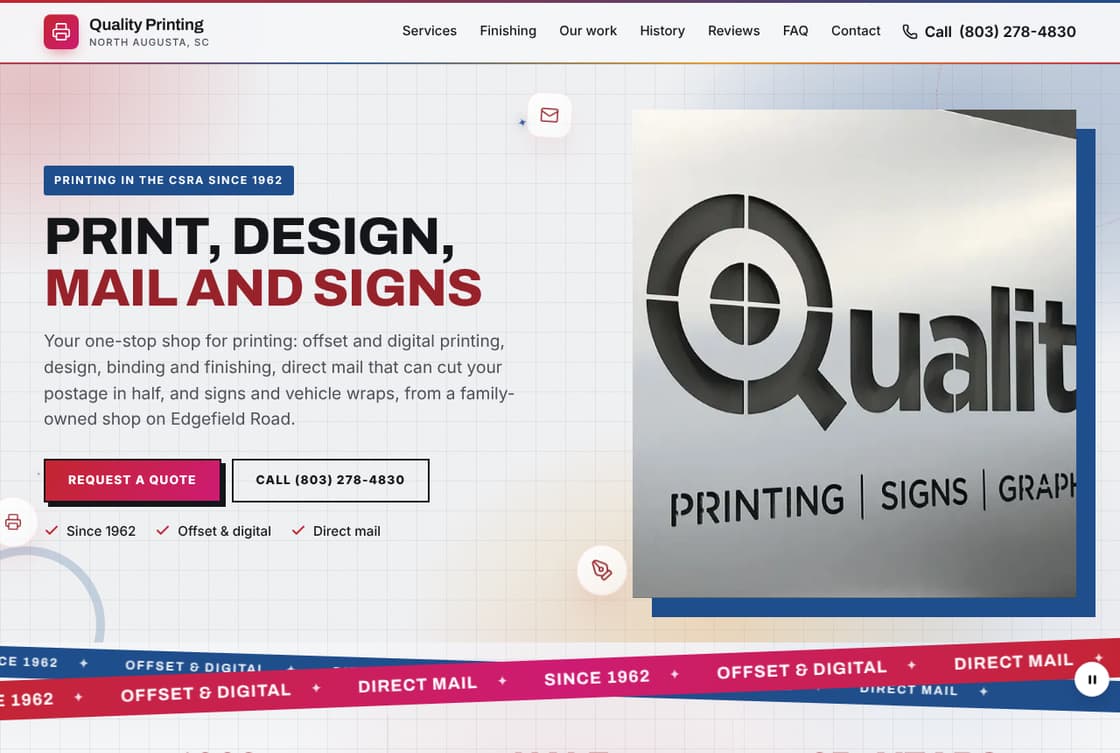 Quality Printing
NORTH AUGUSTA, SC
Services
Finishing
Our work
History
Reviews
FAQ
Contact
Call (803) 278-4830
PRINTING IN THE CSRA SINCE 1962
PRINT, DESIGN,
MAIL AND SIGNS
Your one-stop shop for printing: offset and digital printing,
design, binding and finishing, direct mail that can cut your
postage in half, and signs and vehicle wraps, from a family-
owned shop on Edgefield Road.
REQUEST A QUOTE
CALL (803) 278-4830
Since 1962
Offset & digital
Direct mail
Qualit
PRINTING | SIGNS | GRAPH
CE 1962 ✦ OFFSET & DIGITAL ✦
E 1962 ✦ OFFSET & DIGITAL ✦ DIRECT MAIL ✦ SINCE 1962 ✦ OFFSET & DIGITAL ✦ DIRECT MAIL ✦
DIRECT MAIL ✦